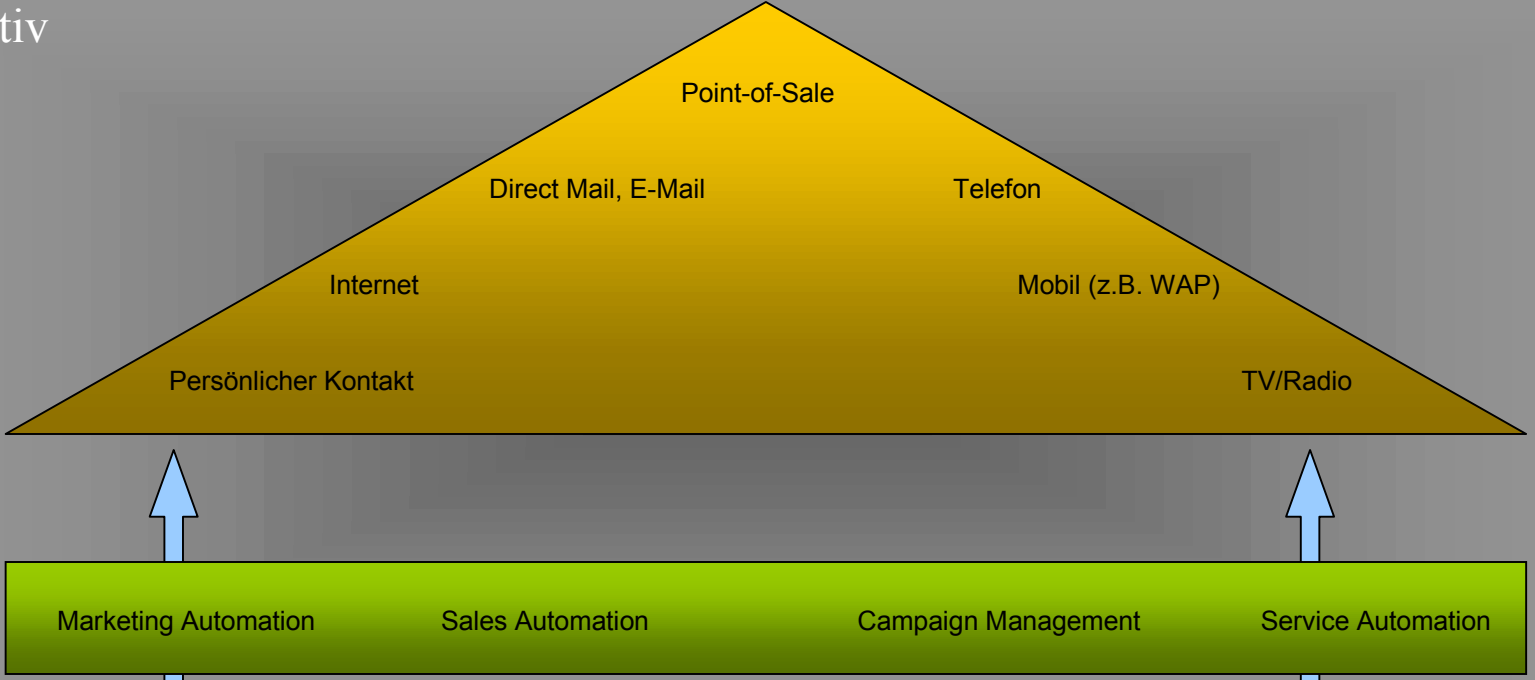 Point-of-Sale
Direct Mail, E-Mail Telefon
Internet Mobil (z.B. WAP)
Persönlicher Kontakt TV/Radio
Marketing Automation Sales Automation Campaign Management Service Automation